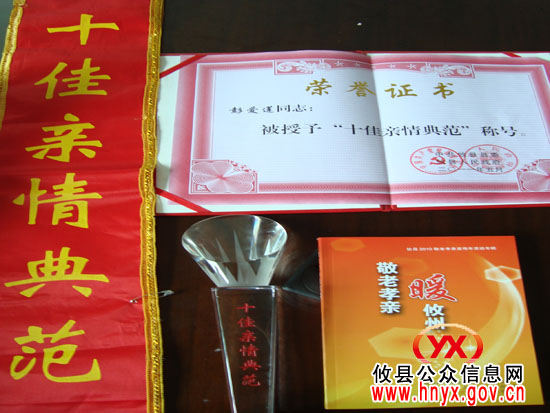 十佳亲情典范
荣誉证书
彭爱莲同志：
被授予“十佳亲情典范”称号。
十佳亲情典范
敬老孝亲
暖
攸州
YX
攸县公众信息网
www.hnyx.gov.cn